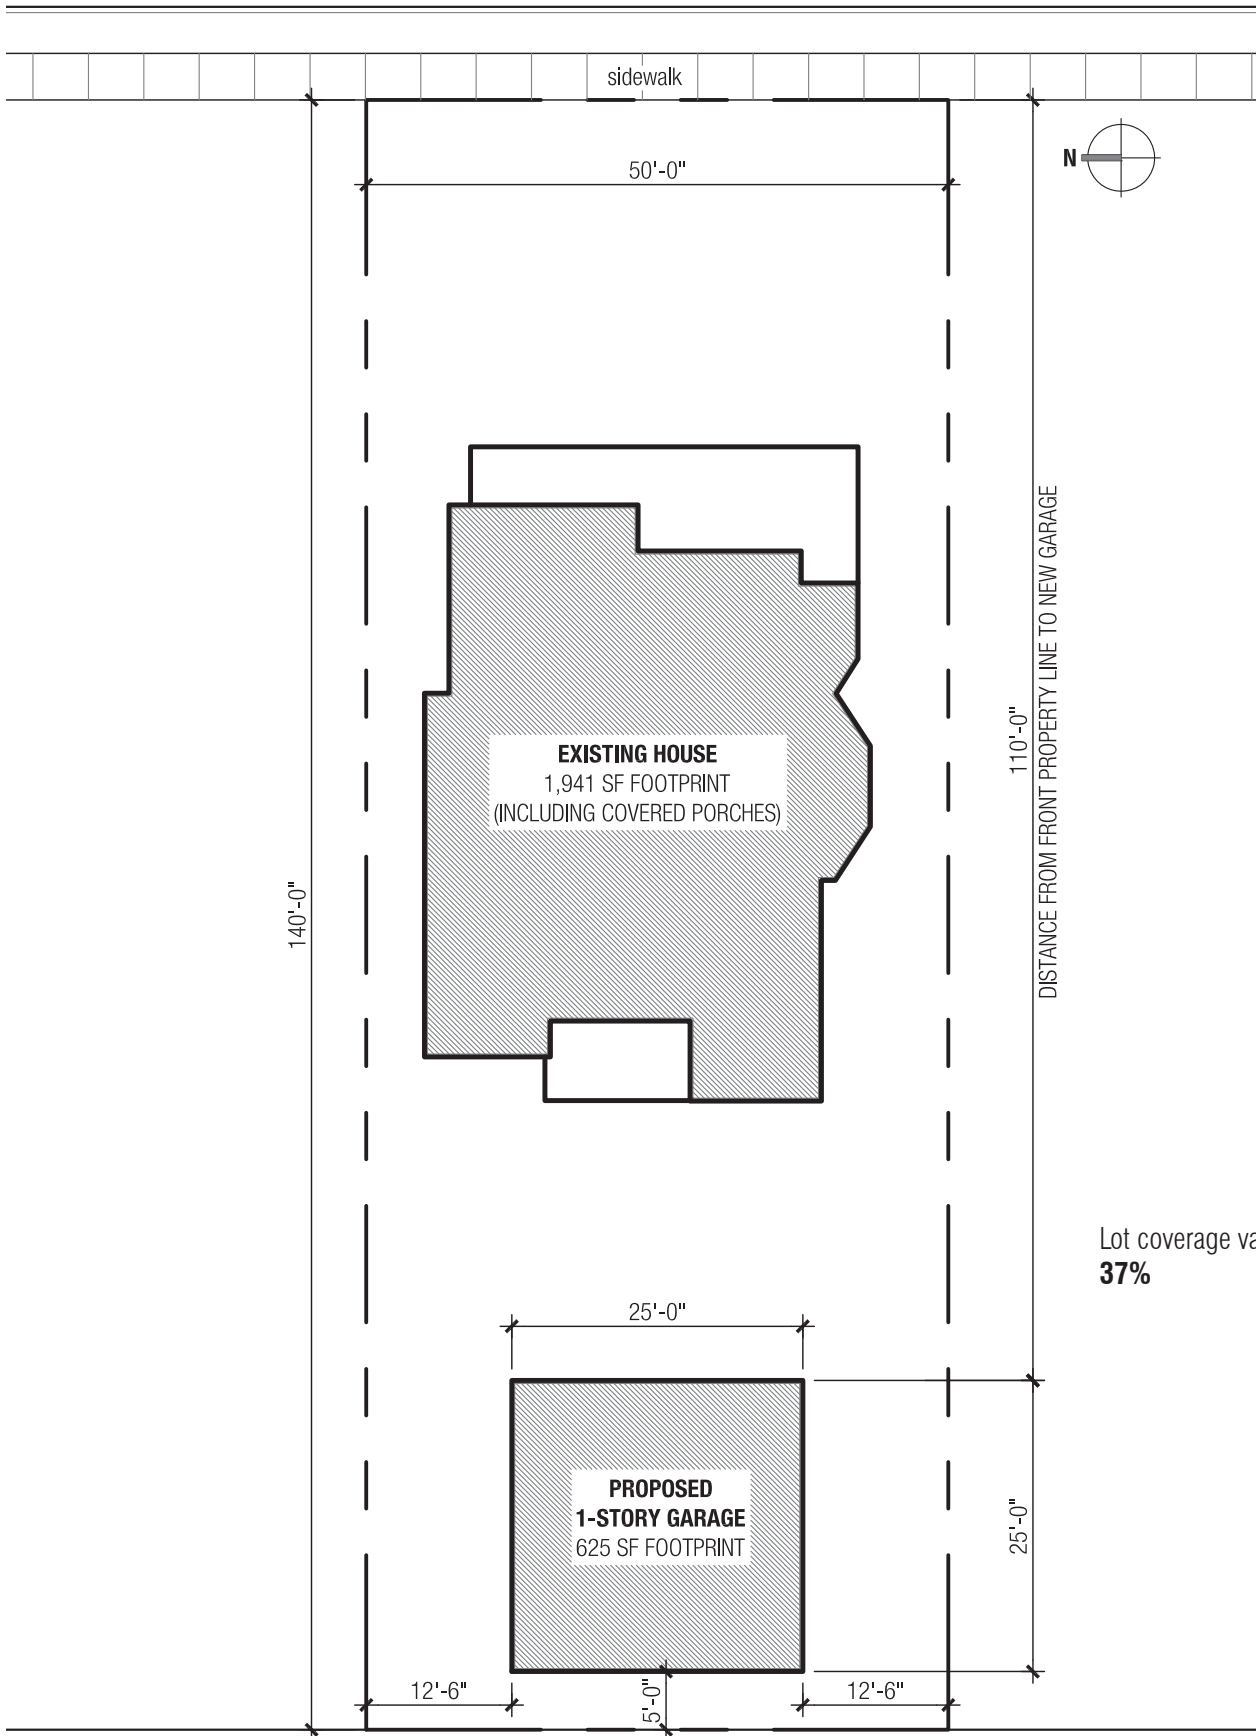 sidewalk
50'-0"
N
EXISTING HOUSE
1,941 SF FOOTPRINT
(INCLUDING COVERED PORCHES)
110'-0"
DISTANCE FROM FRONT PROPERTY LINE TO NEW GARAGE
140'-0"
Lot coverage va
37%
25'-0"
PROPOSED
1-STORY GARAGE
625 SF FOOTPRINT
25'-0"
12'-6"
5'-0"
12'-6"